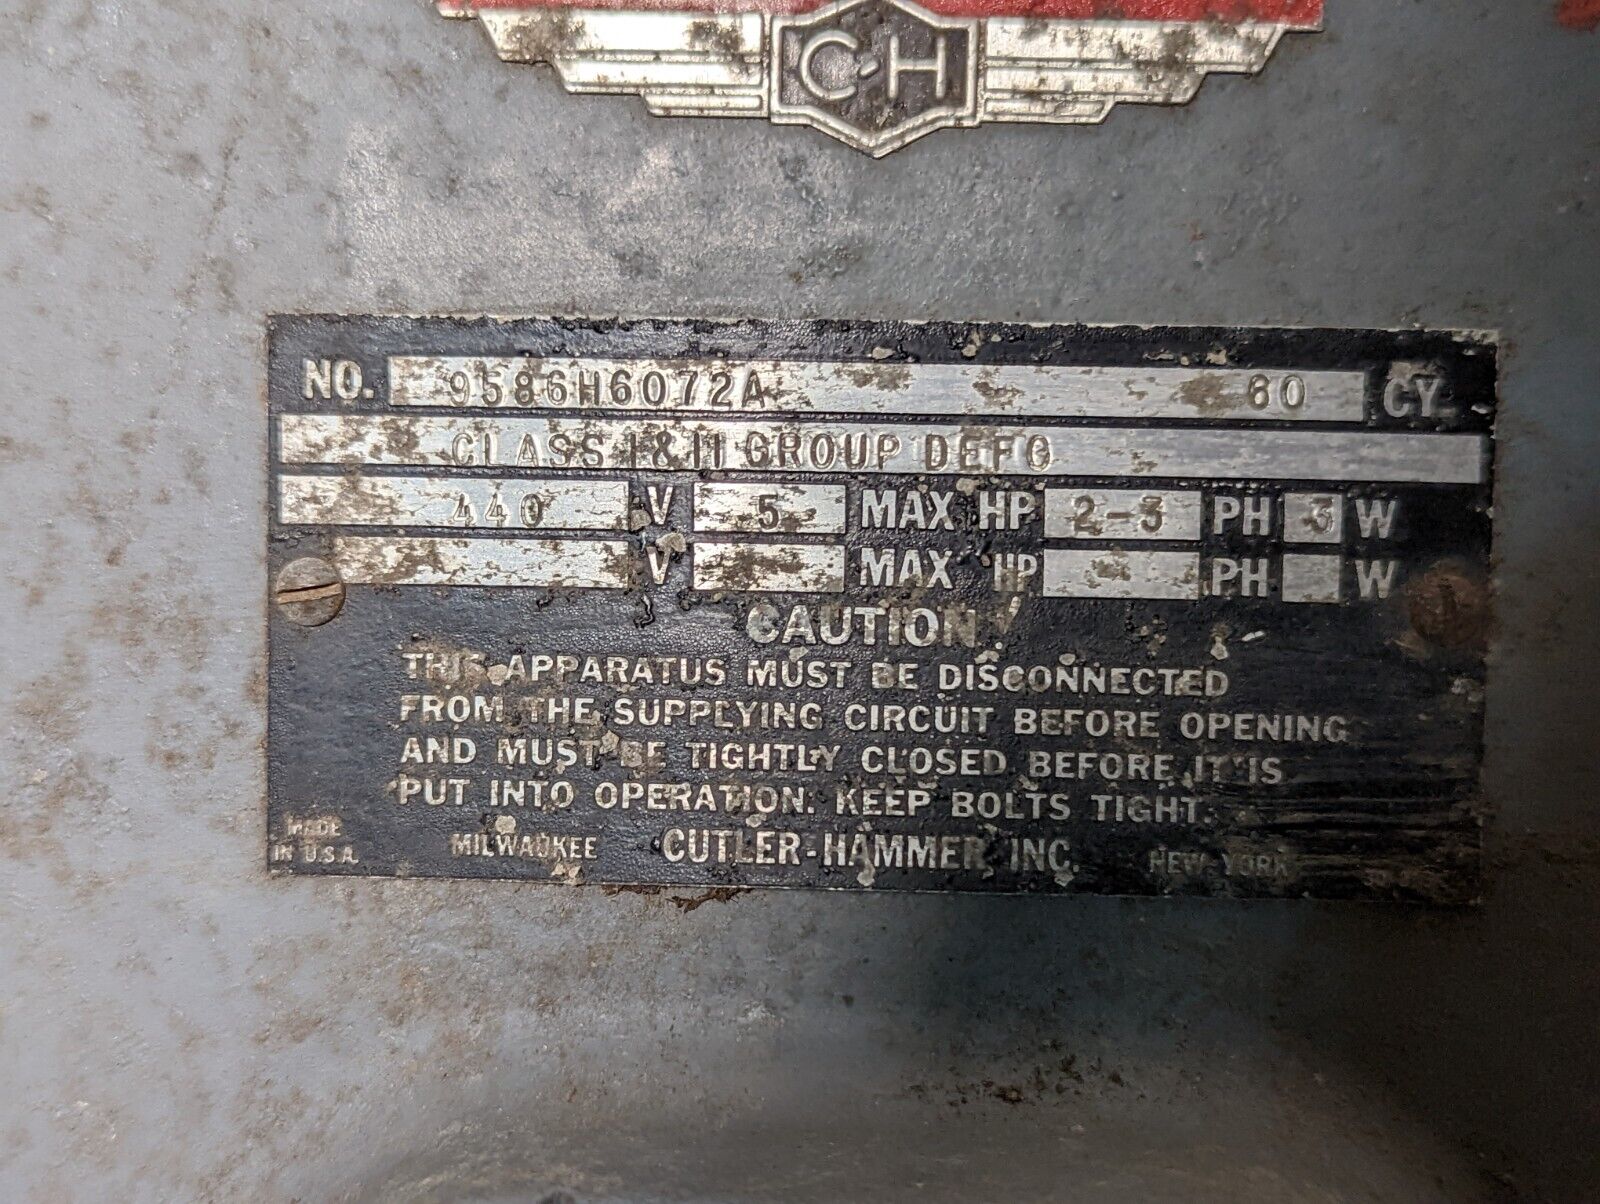 C·H
NO. 9586H6072A 60 CY.
CLASS I & II GROUP DEFG
440 V 5 MAX HP 2-3 PH 3 W
V MAX HP - PH W
CAUTION!
THIS APPARATUS MUST BE DISCONNECTED
FROM THE SUPPLYING CIRCUIT BEFORE OPENING
AND MUST BE TIGHTLY CLOSED BEFORE IT IS
PUT INTO OPERATION. KEEP BOLTS TIGHT.
MADE
IN U.S.A. MILWAUKEE CUTLER-HAMMER INC. NEW YORK